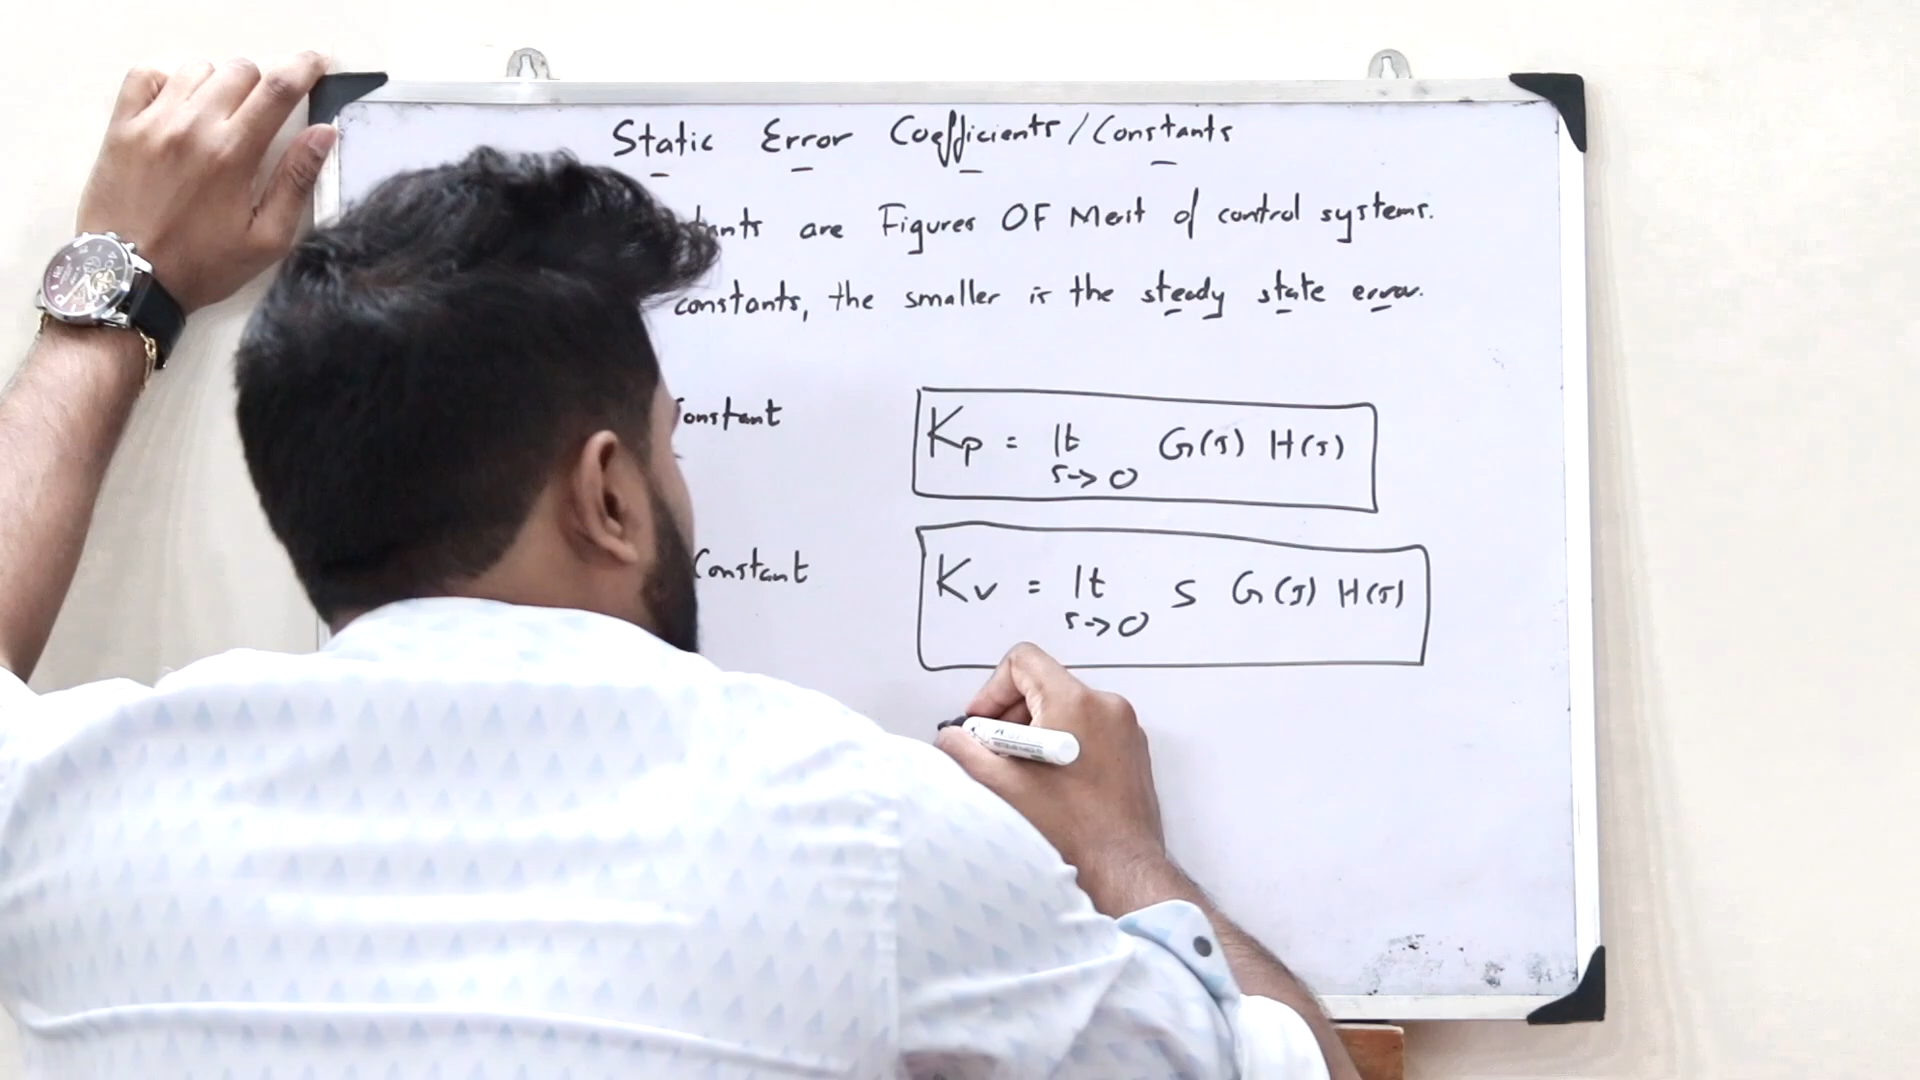 Static Error Coefficients/Constants
are Figures OF Merit of control systems.
constants, the smaller is the steady state error.
Constant
Kp = lt G(s) H(s)
s→0
Constant
Kv = lt s G(s) H(s)
s→0